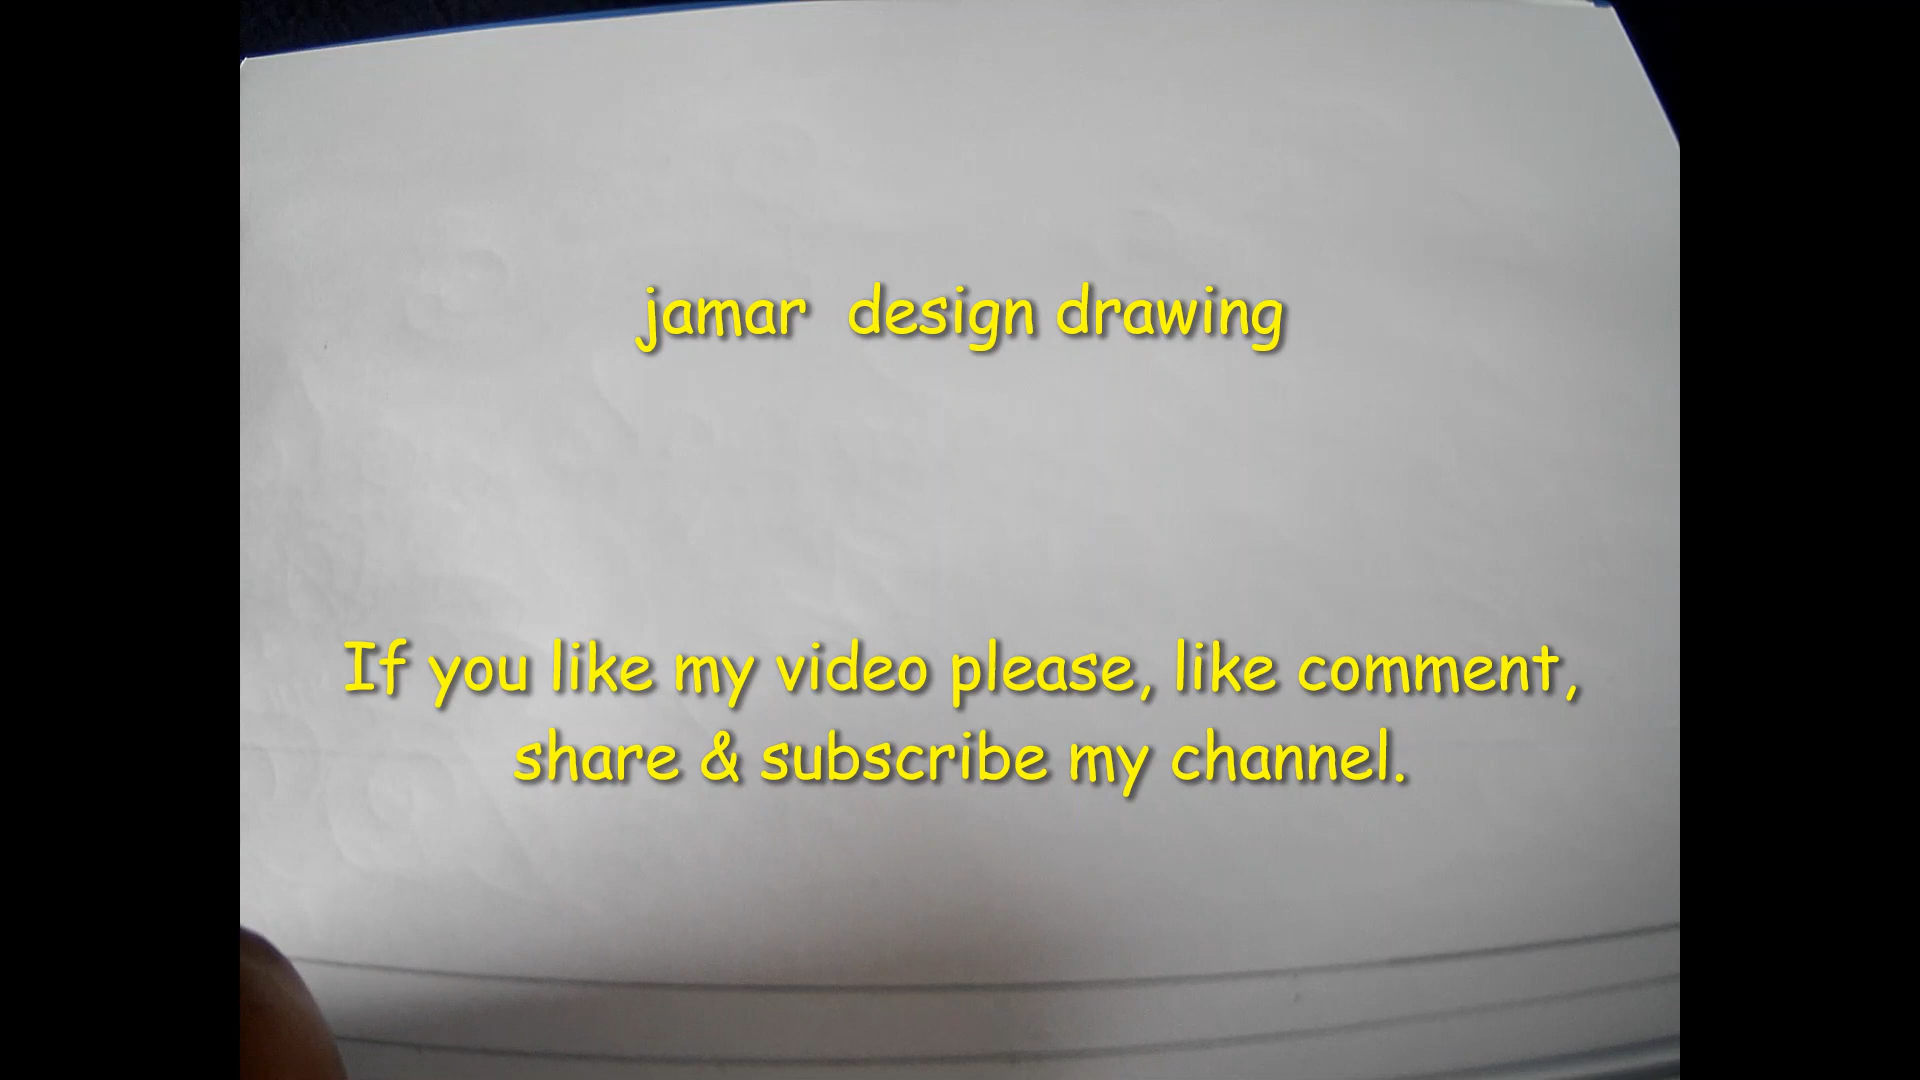 jamar  design drawing
If you like my video please, like comment,
share & subscribe my channel.